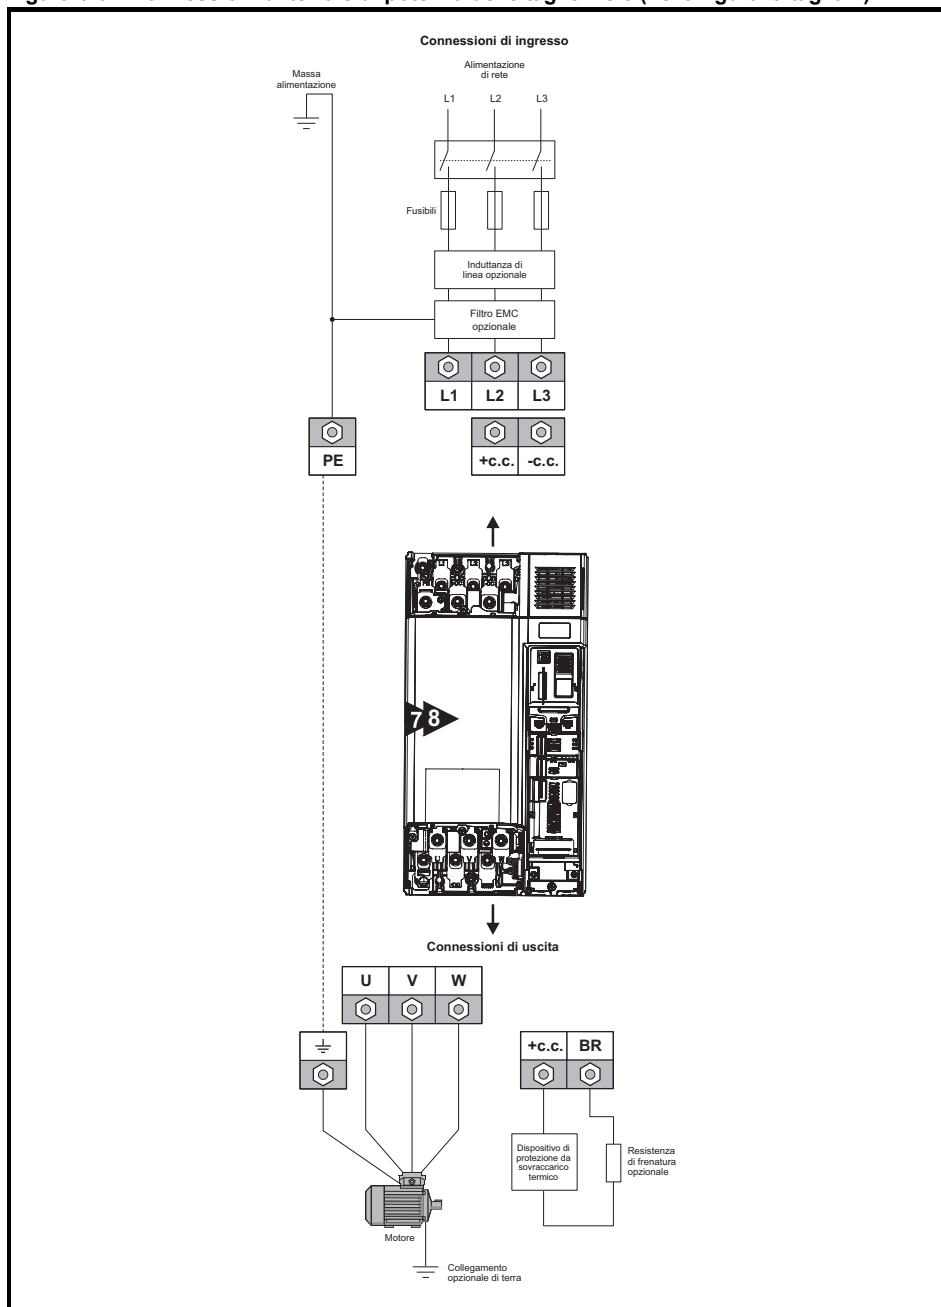 Connessioni di ingresso
Alimentazione
di rete
Massa
alimentazione
L1 L2 L3
Fusibili
Induttanza di
linea opzionale
Filtro EMC
opzionale
L1 L2 L3
PE
+c.c. -c.c.
7 8
U V W
Connessioni di uscita
U V W
+c.c. BR
Dispositivo di
protezione da
sovraccarico
termico
Resistenza
di frenatura
opzionale
Motore
Collegamento
opzionale di terra